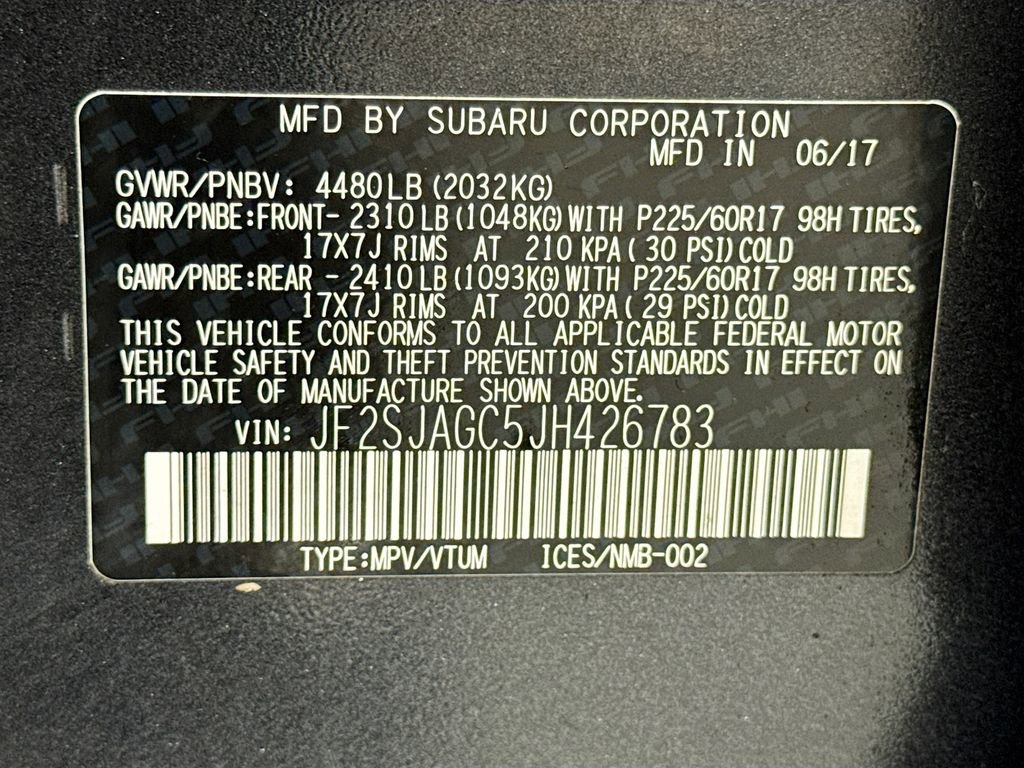 MFD BY SUBARU CORPORATION
MFD IN 06/17
GVWR/PNBV: 4480LB (2032KG)
GAWR/PNBE:FRONT- 2310 LB (1048KG) WITH P225/60R17 98H TIRES,
17X7J RIMS AT 210 KPA ( 30 PSI) COLD
GAWR/PNBE:REAR - 2410 LB (1093KG) WITH P225/60R17 98H TIRES,
17X7J RIMS AT 200 KPA ( 29 PSI) COLD
THIS VEHICLE CONFORMS TO ALL APPLICABLE FEDERAL MOTOR
VEHICLE SAFETY AND THEFT PREVENTION STANDARDS IN EFFECT ON
THE DATE OF MANUFACTURE SHOWN ABOVE.
VIN: JF2SJAGC5JH426783
TYPE:MPV/VTUM ICES/NMB-002